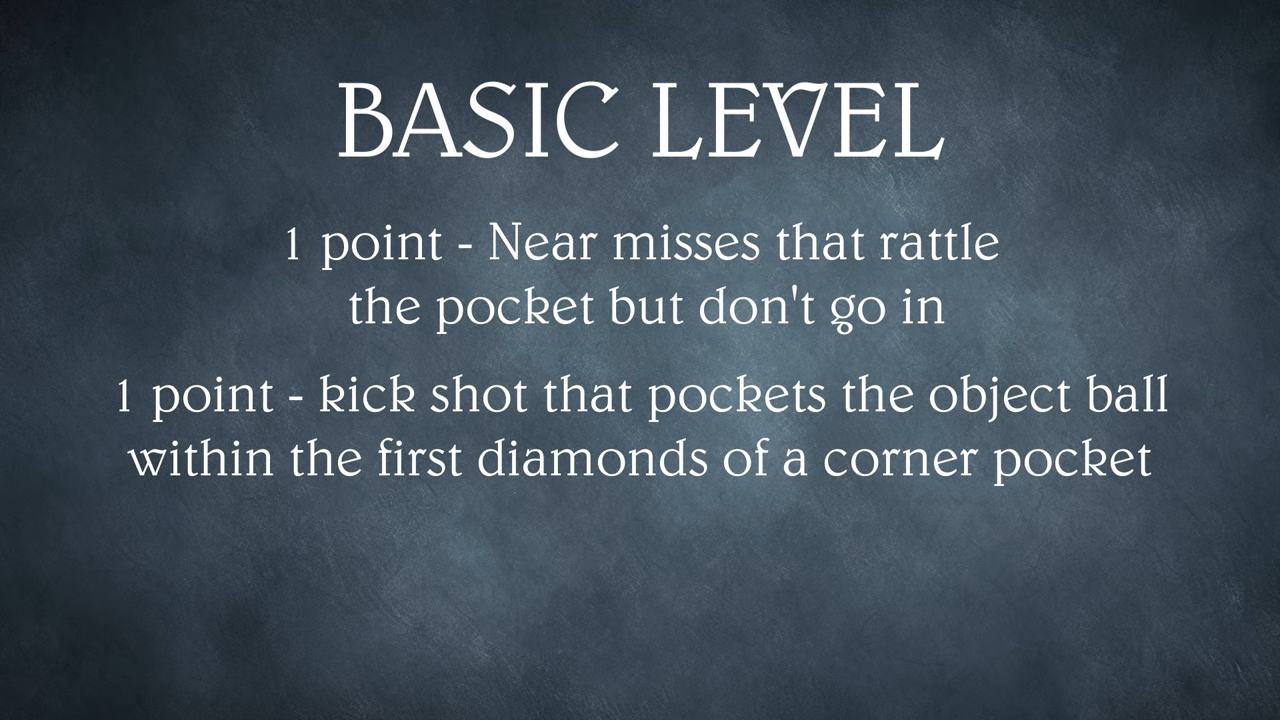 BASIC LEVEL
1 point - Near misses that rattle
the pocket but don't go in
1 point - kick shot that pockets the object ball
within the first diamonds of a corner pocket